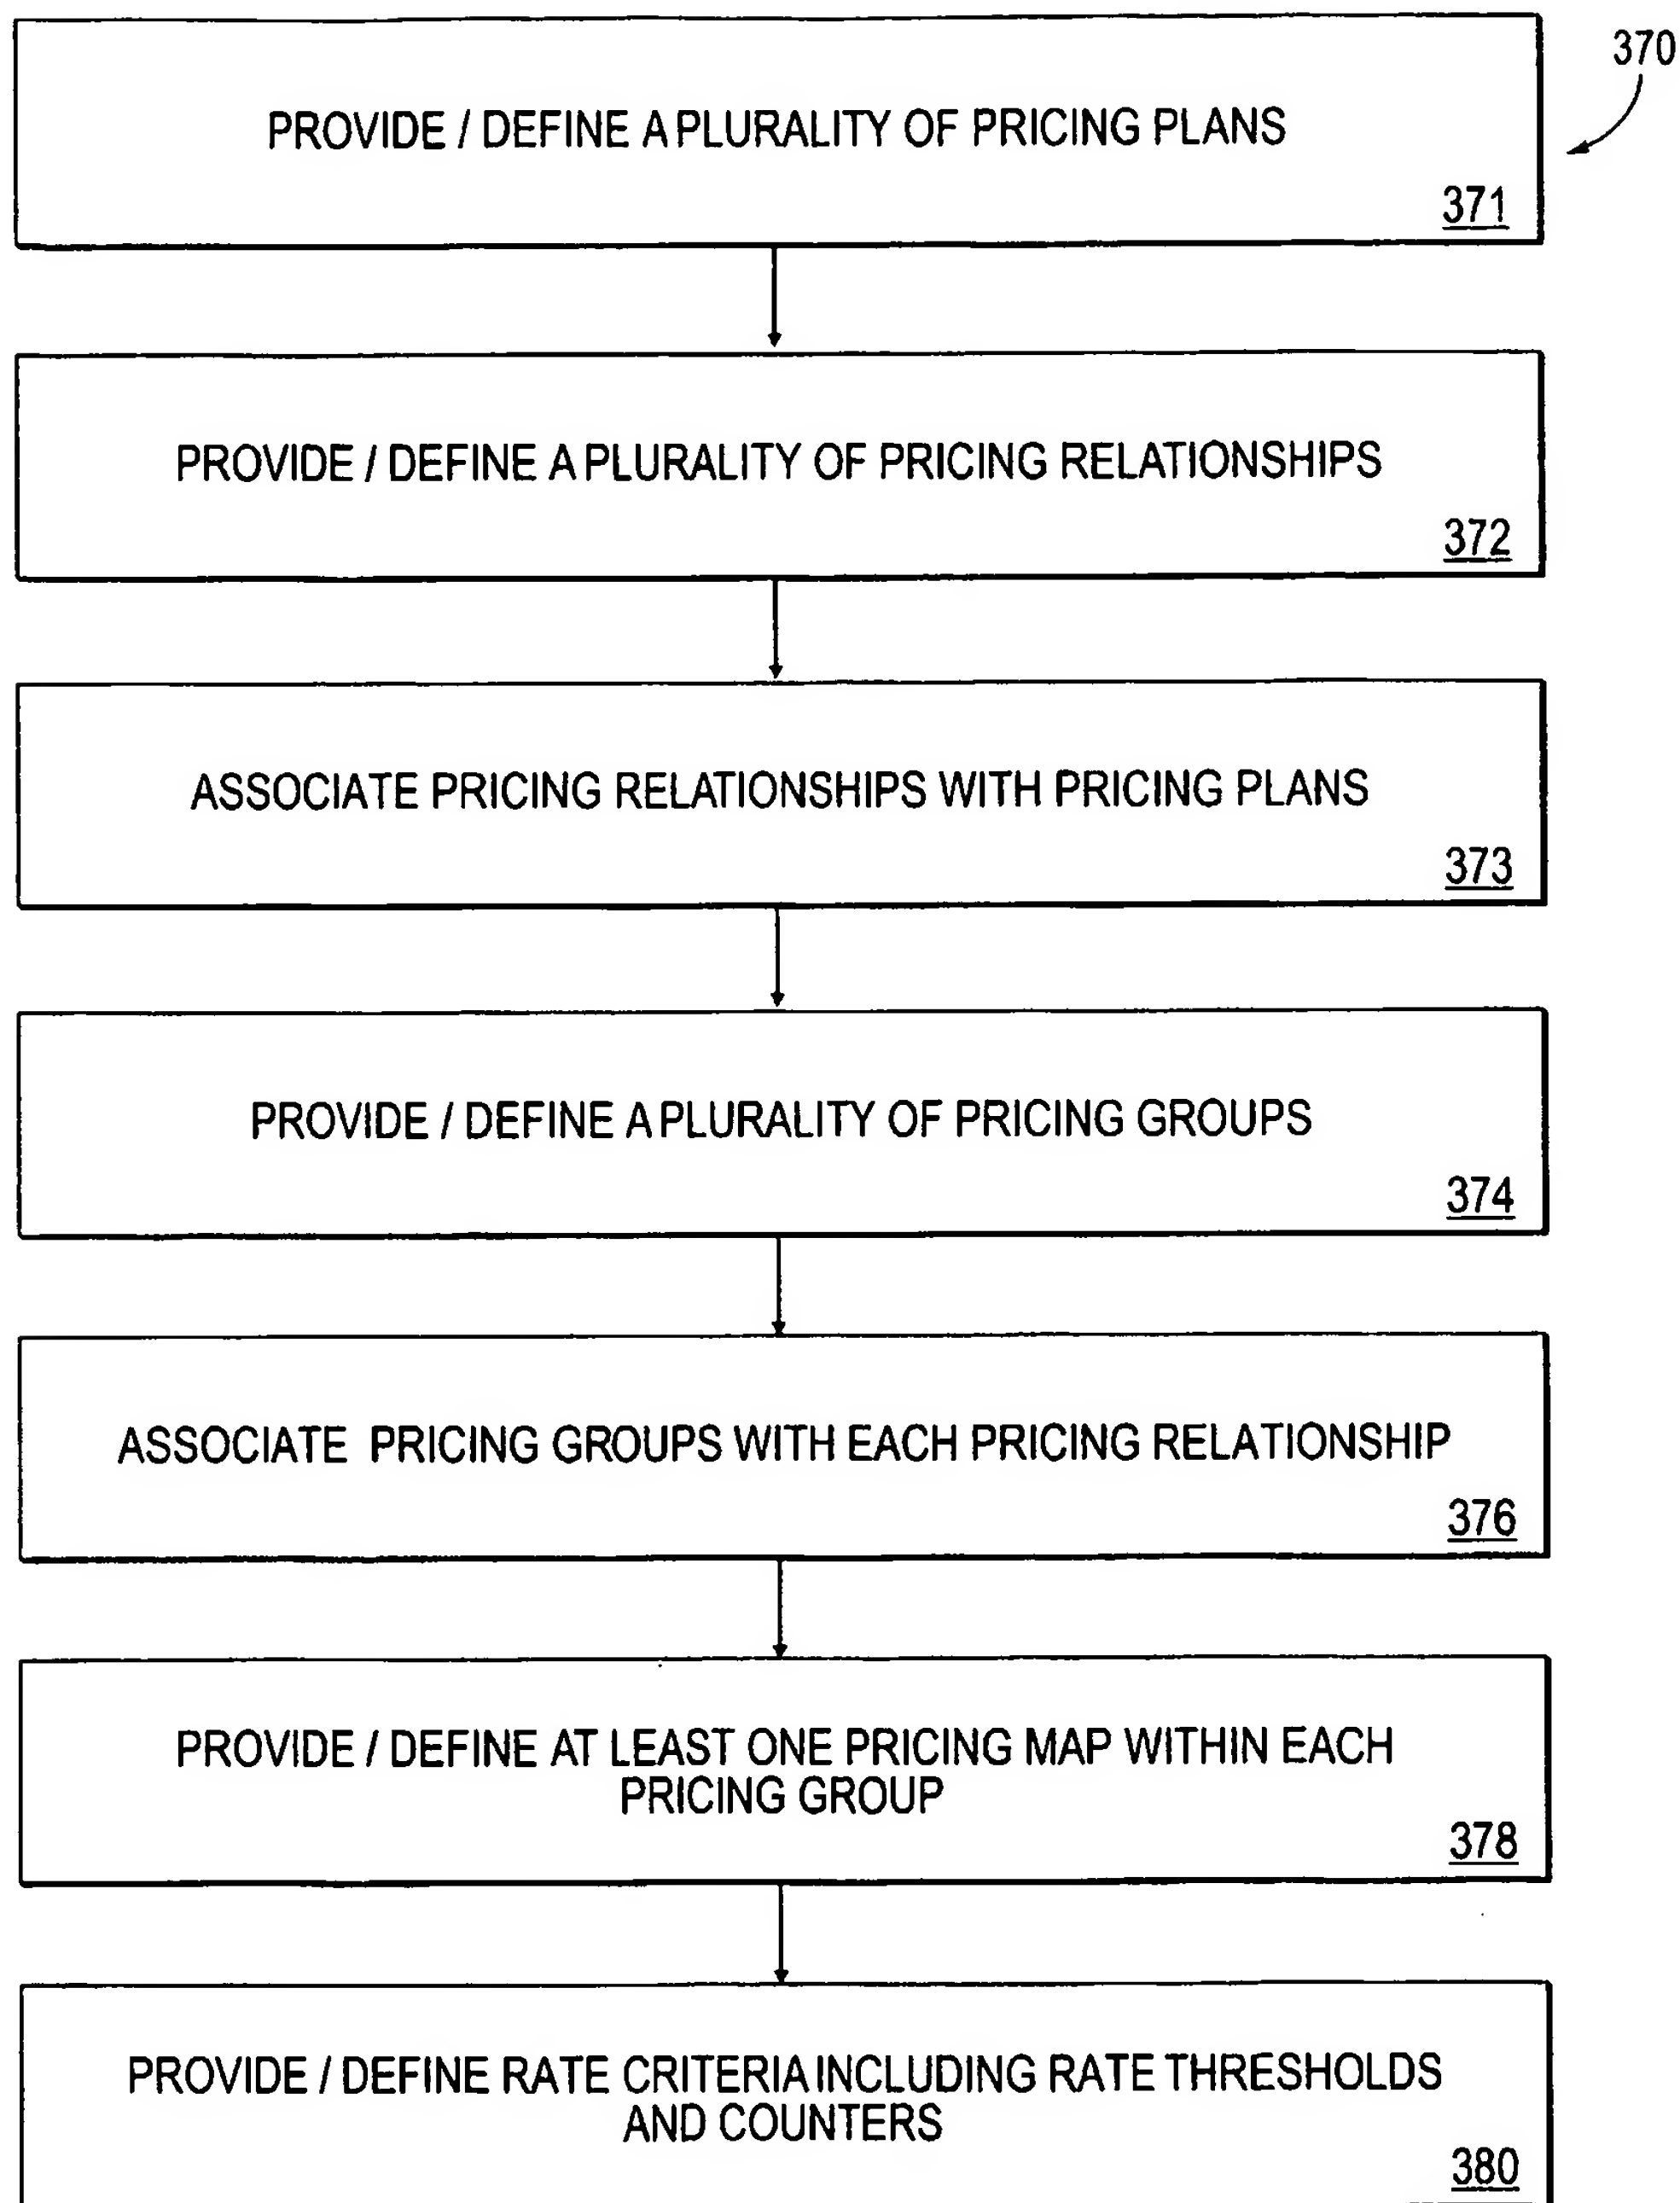 370
PROVIDE / DEFINE A PLURALITY OF PRICING PLANS
371
PROVIDE / DEFINE A PLURALITY OF PRICING RELATIONSHIPS
372
ASSOCIATE PRICING RELATIONSHIPS WITH PRICING PLANS
373
PROVIDE / DEFINE A PLURALITY OF PRICING GROUPS
374
ASSOCIATE PRICING GROUPS WITH EACH PRICING RELATIONSHIP
376
PROVIDE / DEFINE AT LEAST ONE PRICING MAP WITHIN EACH
PRICING GROUP
378
PROVIDE / DEFINE RATE CRITERIA INCLUDING RATE THRESHOLDS
AND COUNTERS
380